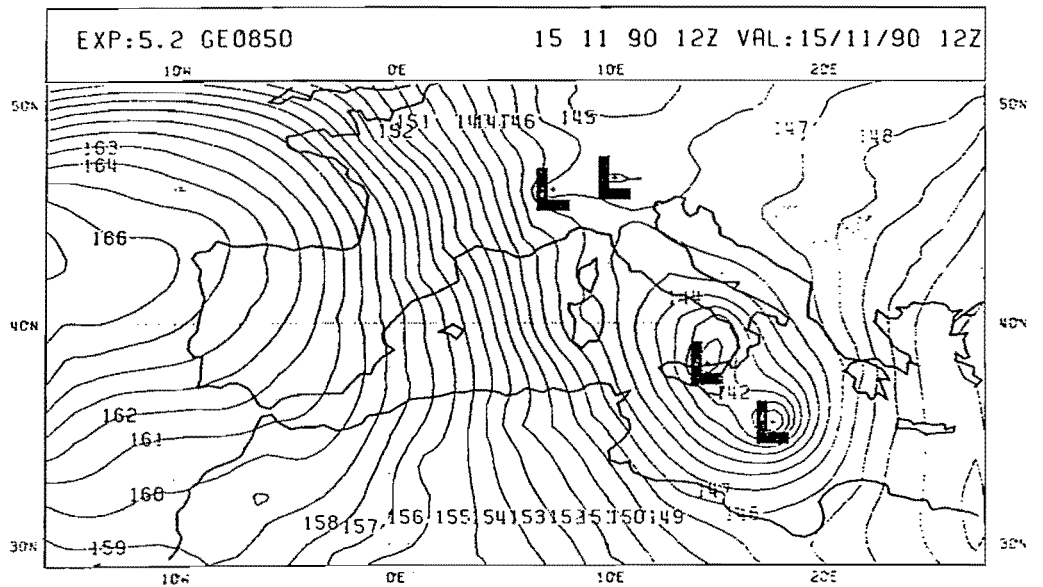 EXP:5.2 GE0850 15 11 90 12Z VAL:15/11/90 12Z
10W 0E 10E 20E
50N 50N
152 151 146 145 147 148
163
164
L L
166
144
40N 40N
L
142
L
162
161
147
160
158 157 156 155 154 153 150 149
159
30N 30N
10W 0E 10E 20E